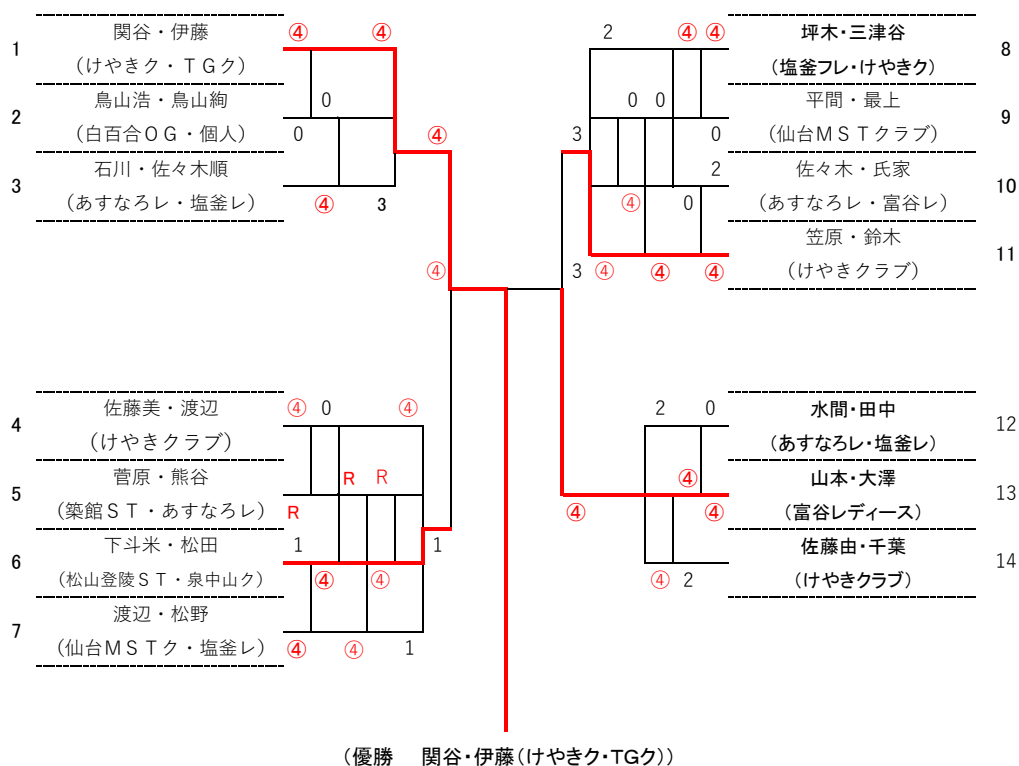 1
関谷・伊藤
(けやきク・ＴＧク)
④ ④
2
鳥山浩・鳥山絢
(白百合ＯＧ・個人)
0
0
3
石川・佐々木順
(あすなろレ・塩釜レ)
④ 3
④
④
4
佐藤美・渡辺
(けやきクラブ)
④ 0 ④
5
菅原・熊谷
(築館ＳＴ・あすなろレ)
R R
R
6
下斗米・松田
(松山登陵ＳＴ・泉中山ク)
1 1
④ ④
7
渡辺・松野
(仙台ＭＳＴク・塩釜レ)
④ ④ 1
2 ④ ④
坪木・三津谷
(塩釜フレ・けやきク)
8
0 0
3 0
平間・最上
(仙台ＭＳＴクラブ)
9
2
④ 0
佐々木・氏家
(あすなろレ・富谷レ)
10
3 ④ ④ ④
笠原・鈴木
(けやきクラブ)
11
2 0
水間・田中
(あすなろレ・塩釜レ)
12
④
④ ④
山本・大澤
(富谷レディース)
13
④ 2
佐藤由・千葉
(けやきクラブ)
14
(優勝　関谷・伊藤(けやきク・TGク))